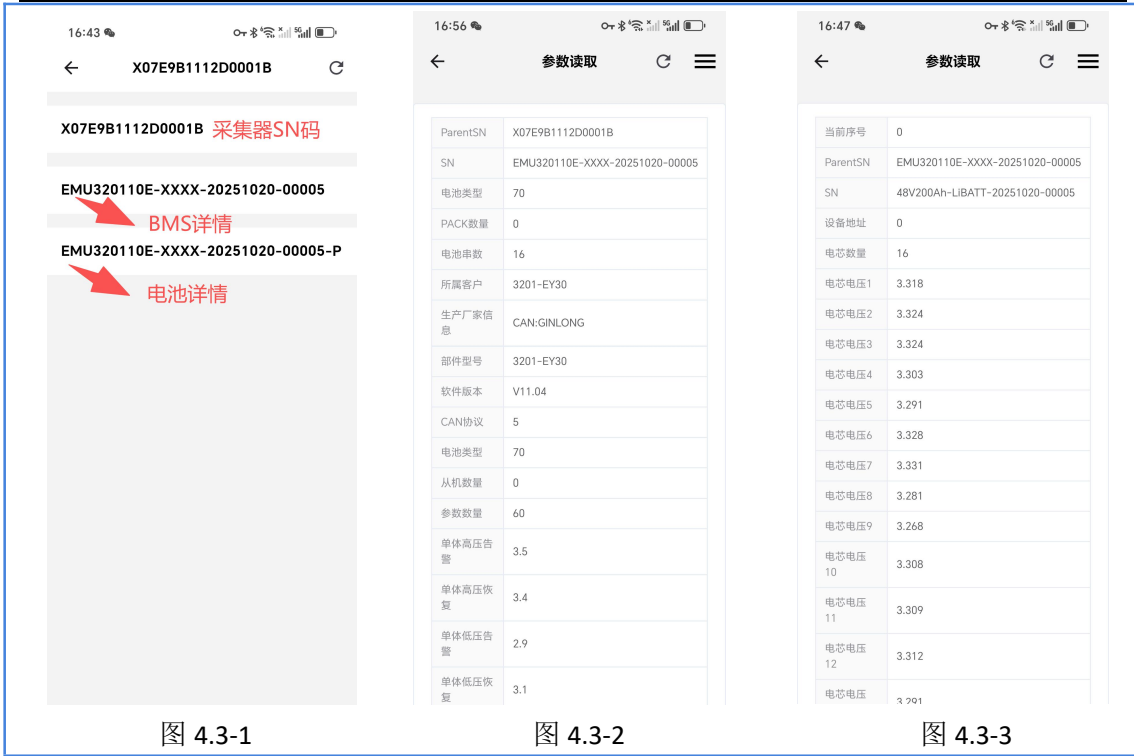 16:43
X07E9B1112D0001B
X07E9B1112D0001B 采集器SN码
EMU320110E-XXXX-20251020-00005
BMS详情
EMU320110E-XXXX-20251020-00005-P
电池详情
图 4.3-1
16:56
参数读取
ParentSN X07E9B1112D0001B
SN EMU320110E-XXXX-20251020-00005
电池类型 70
PACK数量 0
电池串数 16
所属客户 3201-EY30
生产厂家信
息 CAN:GINLONG
部件型号 3201-EY30
软件版本 V11.04
CAN协议 5
电池类型 70
从机数量 0
参数数量 60
单体高压告
警 3.5
单体高压恢
复 3.4
单体低压告
警 2.9
单体低压恢
复 3.1
图 4.3-2
16:47
参数读取
当前序号 0
ParentSN EMU320110E-XXXX-20251020-00005
SN 48V200Ah-LiBATT-20251020-00005
设备地址 0
电芯数量 16
电芯电压1 3.318
电芯电压2 3.324
电芯电压3 3.324
电芯电压4 3.303
电芯电压5 3.291
电芯电压6 3.328
电芯电压7 3.331
电芯电压8 3.281
电芯电压9 3.268
电芯电压
10 3.308
电芯电压
11 3.309
电芯电压
12 3.312
电芯电压 3.291
图 4.3-3